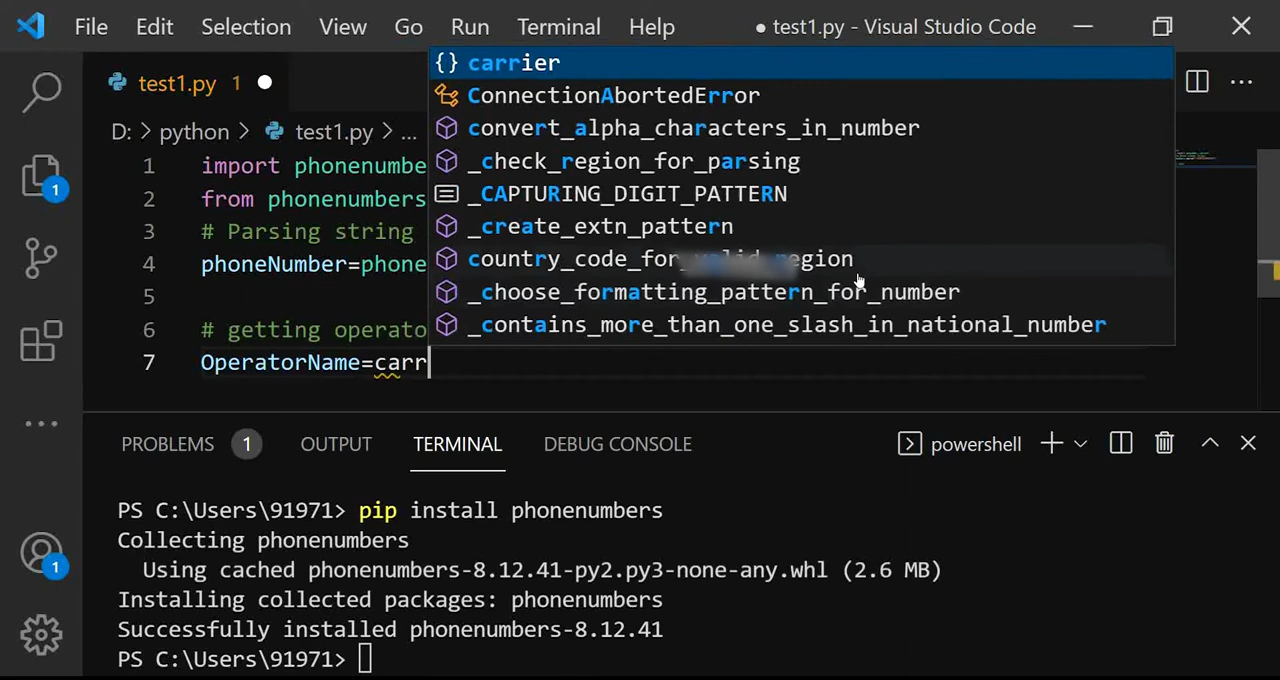 File Edit Selection View Go Run Terminal Help ● test1.py - Visual Studio Code
test1.py 1
D: > python > test1.py > ...
1 import phonenumbe
2 from phonenumbers
3 # Parsing string
4 phoneNumber=phone
5
6 # getting operato
7 OperatorName=carr
{} carrier
ConnectionAbortedError
convert_alpha_characters_in_number
_check_region_for_parsing
_CAPTURING_DIGIT_PATTERN
_create_extn_pattern
country_code_for_valid_region
_choose_formatting_pattern_for_number
_contains_more_than_one_slash_in_national_number
1
PROBLEMS 1 OUTPUT TERMINAL DEBUG CONSOLE powershell
PS C:\Users\91971> pip install phonenumbers
Collecting phonenumbers
Using cached phonenumbers-8.12.41-py2.py3-none-any.whl (2.6 MB)
Installing collected packages: phonenumbers
Successfully installed phonenumbers-8.12.41
1
PS C:\Users\91971>